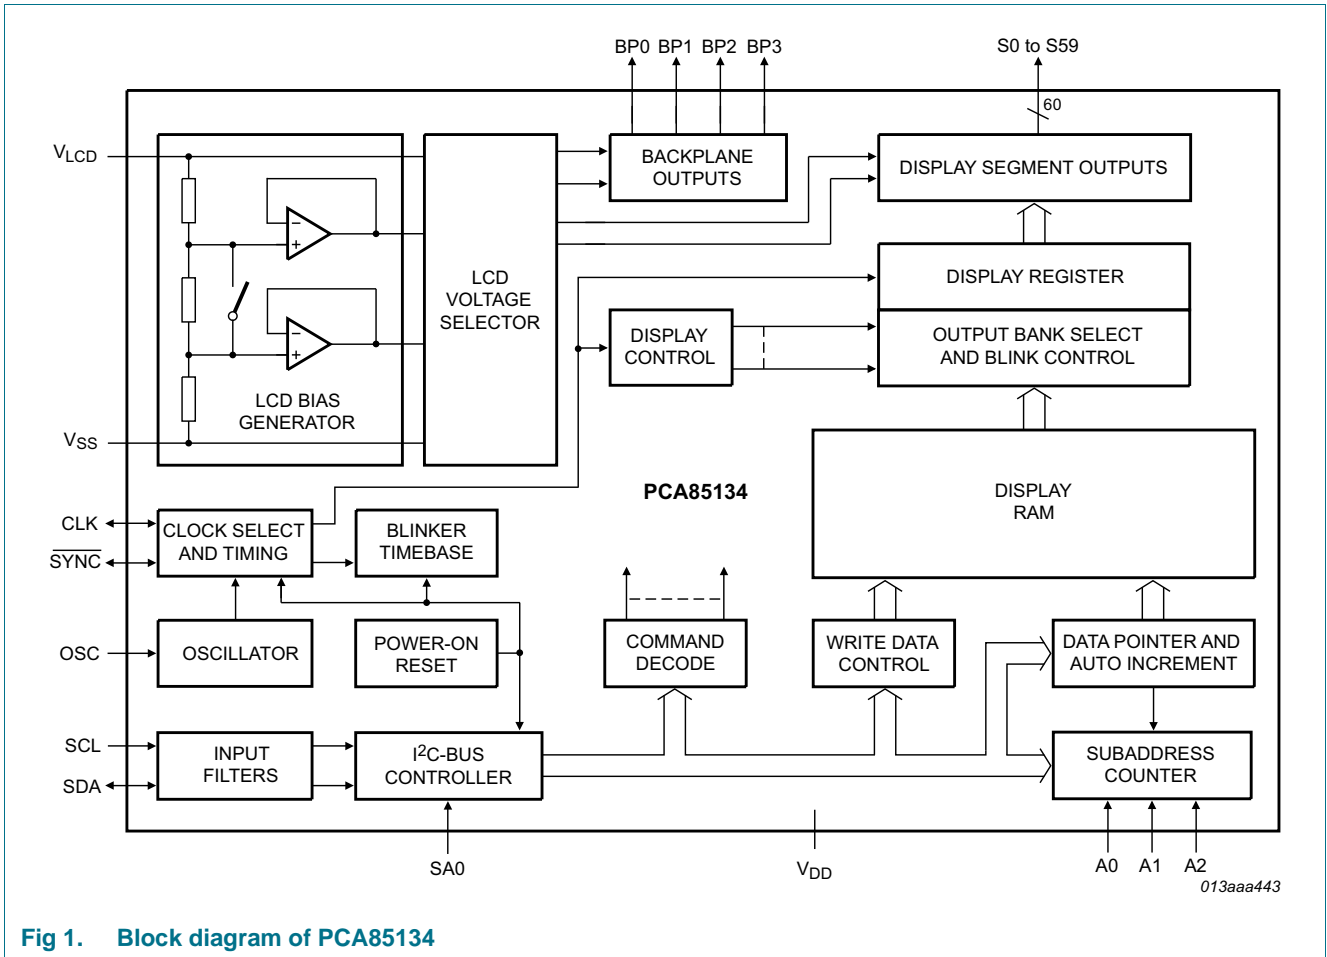 BP0 BP1 BP2 BP3
S0 to S59
60
VLCD
BACKPLANE
OUTPUTS
DISPLAY SEGMENT OUTPUTS
−
+
LCD
VOLTAGE
SELECTOR
DISPLAY REGISTER
−
+
DISPLAY
CONTROL
OUTPUT BANK SELECT
AND BLINK CONTROL
LCD BIAS
GENERATOR
VSS
PCA85134
DISPLAY
RAM
CLK
SYNC
CLOCK SELECT
AND TIMING
BLINKER
TIMEBASE
OSC
OSCILLATOR
POWER-ON
RESET
COMMAND
DECODE
WRITE DATA
CONTROL
DATA POINTER AND
AUTO INCREMENT
SCL
SDA
INPUT
FILTERS
I2C-BUS
CONTROLLER
SUBADDRESS
COUNTER
SA0
VDD
A0 A1 A2
013aaa443
Fig 1. Block diagram of PCA85134